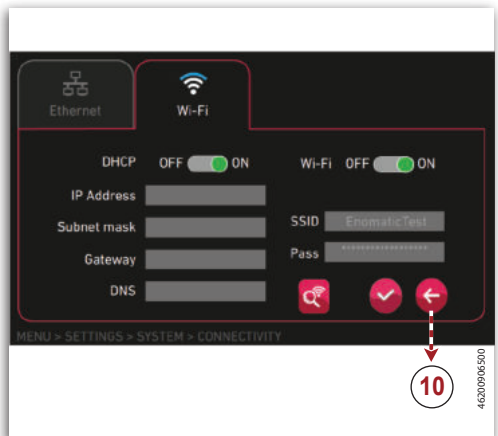 Ethernet
Wi-Fi
DHCP OFF ON Wi-Fi OFF ON
IP Address
Subnet mask SSID EnomaticTest
Gateway Pass ******************
DNS
MENU > SETTINGS > SYSTEM > CONNECTIVITY
10
46200906500